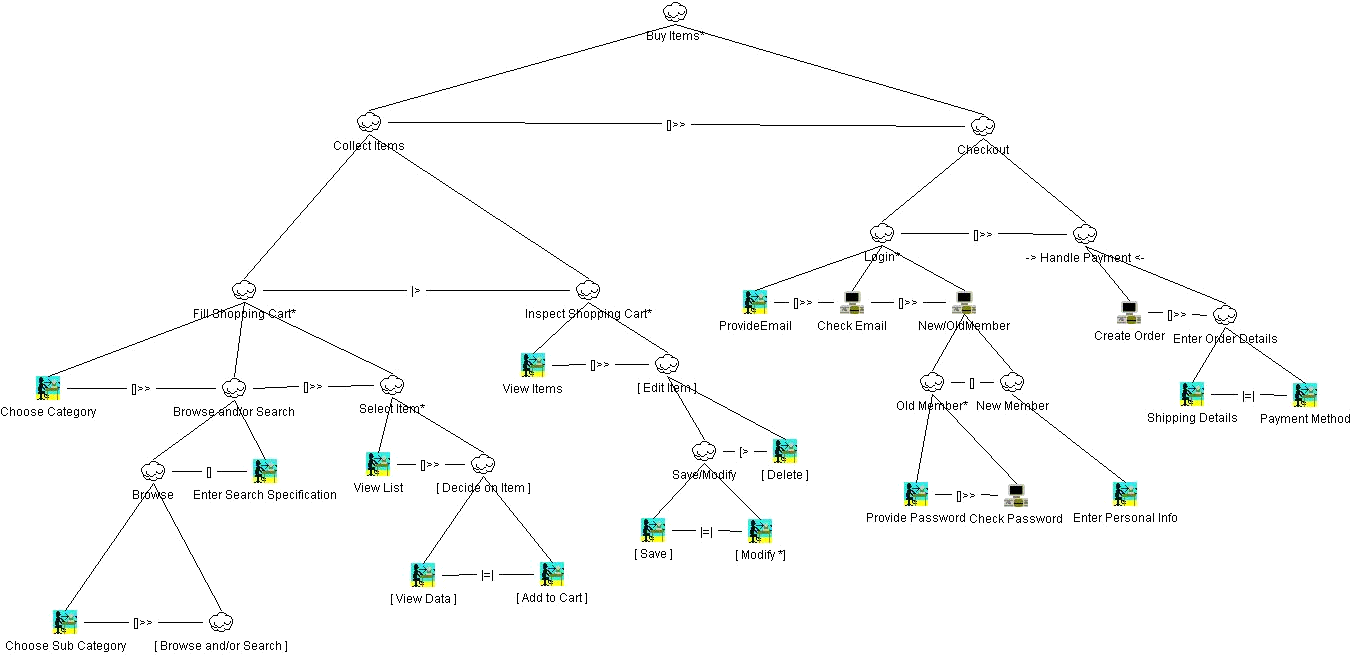 Buy Items*
Collect Items
[]>>
Checkout
Fill Shopping Cart*
|>
Inspect Shopping Cart*
Login*
[]>>
-> Handle Payment <-
ProvideEmail
[]>>
Check Email
[]>>
New/OldMember
Create Order
[]>>
Enter Order Details
Choose Category
[]>>
Browse and/or Search
[]>>
Select Item*
View Items
[]>>
[ Edit Item ]
Old Member*
[]
New Member
Shipping Details
|=|
Payment Method
Browse
[]
Enter Search Specification
View List
[]>>
[ Decide on Item ]
Save/Modify
[>
[ Delete ]
Provide Password
[]>>
Check Password
Enter Personal Info
[ Save ]
|=|
[ Modify *]
[ View Data ]
|=|
[ Add to Cart ]
Choose Sub Category
[]>>
[ Browse and/or Search ]